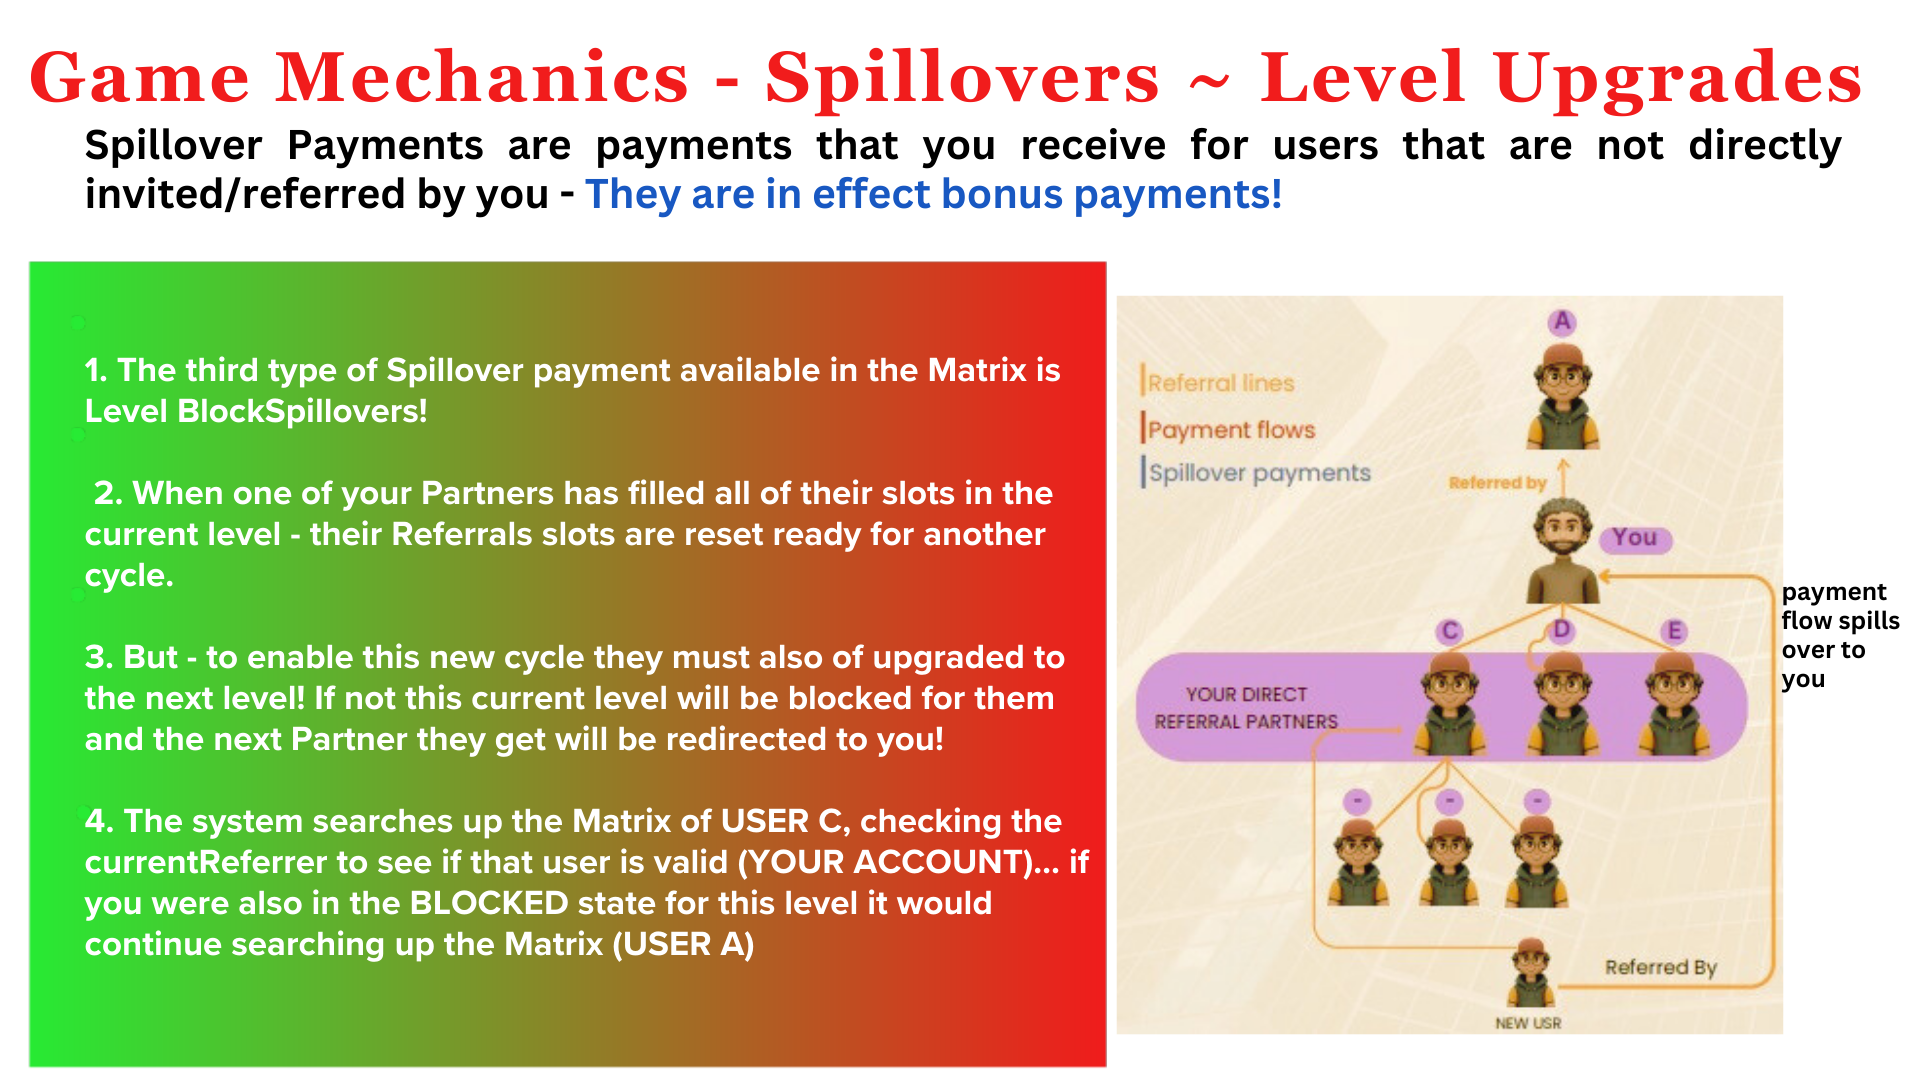 Game Mechanics - Spillovers ~ Level Upgrades
Spillover Payments are payments that you receive for users that are not directly
invited/referred by you - They are in effect bonus payments!
1. The third type of Spillover payment available in the Matrix is
Level BlockSpillovers!
2. When one of your Partners has filled all of their slots in the
current level - their Referrals slots are reset ready for another
cycle.
3. But - to enable this new cycle they must also of upgraded to
the next level! If not this current level will be blocked for them
and the next Partner they get will be redirected to you!
4. The system searches up the Matrix of USER C, checking the
currentReferrer to see if that user is valid (YOUR ACCOUNT)... if
you were also in the BLOCKED state for this level it would
continue searching up the Matrix (USER A)
A
Referral lines
Payment flows
Spillover payments
Referred by
You
payment
flow spills
over to
you
C
D
E
YOUR DIRECT
REFERRAL PARTNERS
-
-
-
Referred By
NEW USR